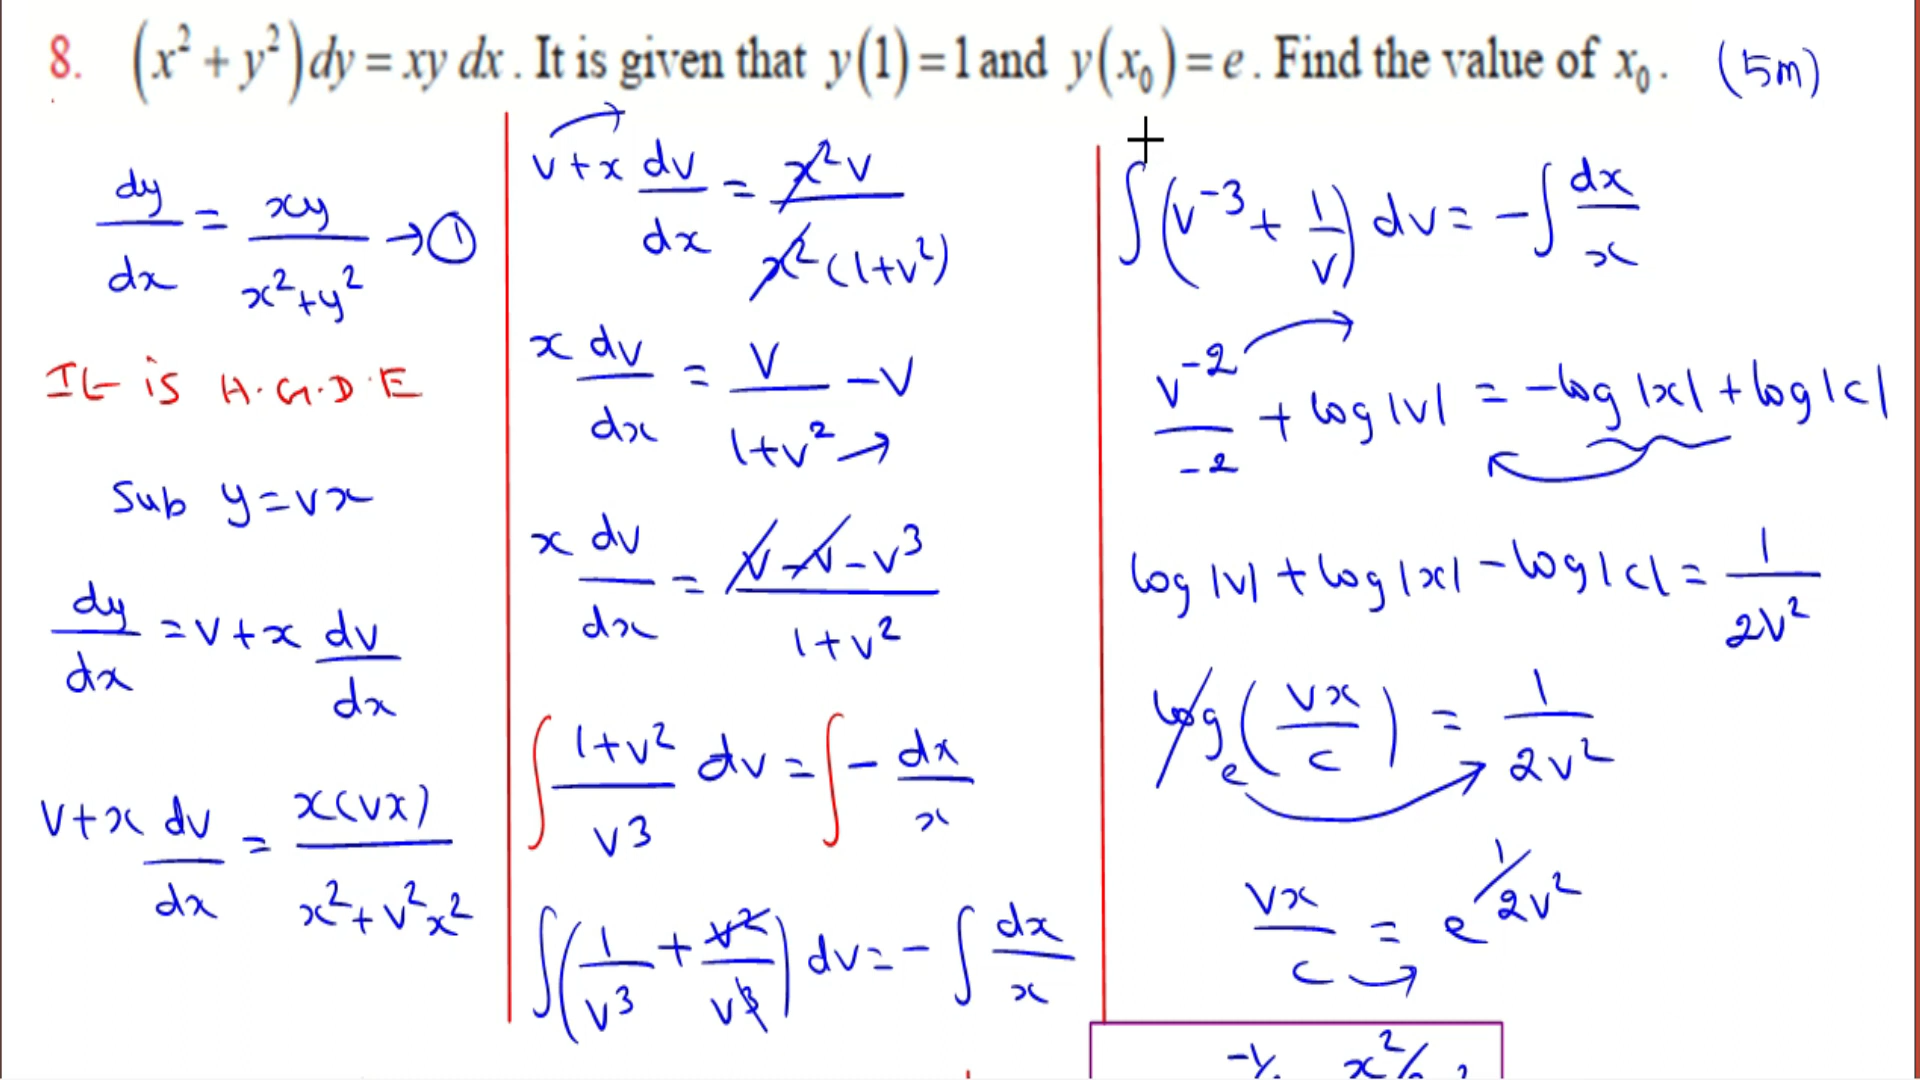 8. (x² + y²) dy = xy dx. It is given that y(1) = 1 and y(x₀) = e. Find the value of x₀. (5m)
dy/dx = xy/(x²+y²) → ①
It is H.G.D.E
Sub y = vx
dy/dx = v + x dv/dx
v + x dv/dx = x(vx)/(x² + v²x²)
v + x dv/dx = x²v/(x²(1+v²))
x dv/dx = v/(1+v²) - v
x dv/dx = (v - v - v³)/(1+v²)
∫ (1+v²)/v³ dv = ∫ - dx/x
∫ (1/v³ + v²/v³) dv = - ∫ dx/x
∫ (v⁻³ + 1/v) dv = - ∫ dx/x
v⁻²/-2 + log|v| = -log|x| + log|c|
log|v| + log|x| - log|c| = 1/2v²
logₑ(vx/c) = 1/2v²
vx/c = e^(1/2v²)